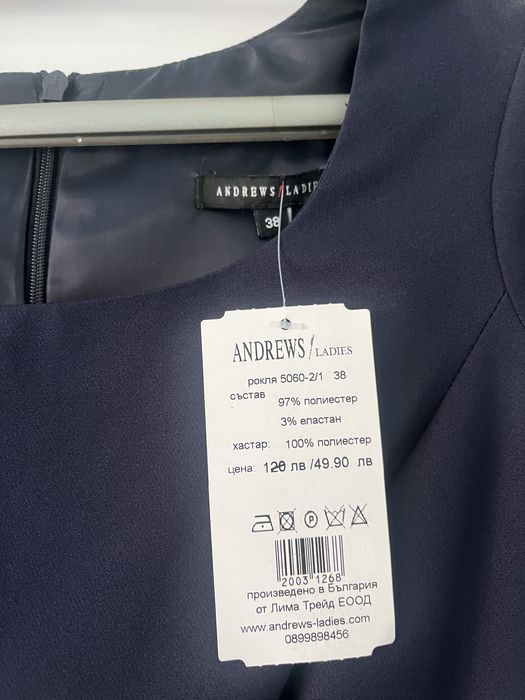 ANDREWS/LADIE
38
ANDREWS/LADIES
рокля 5060-2/1 38
състав 97% полиестер
3% еластан
хастар: 100% полиестер
цена: 120 лв /49.90 лв
P
2003 1268
произведено в България
от Лима Трейд ЕООД
www.andrews-ladies.com
0899898456